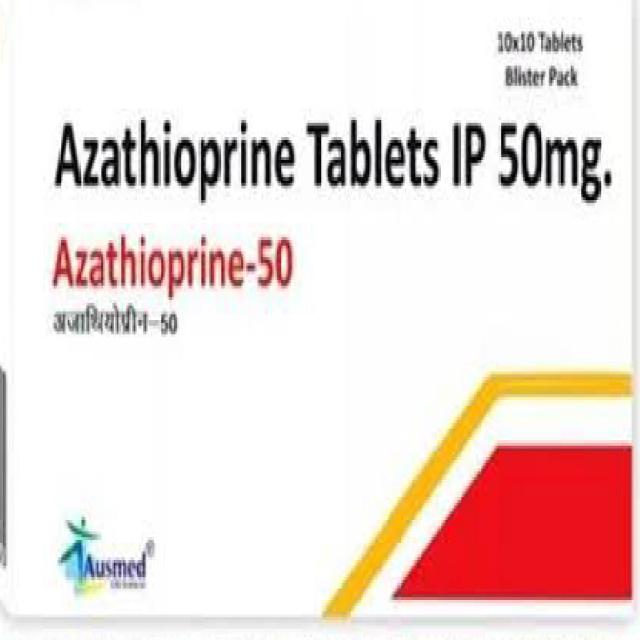 10x10 Tablets
Blister Pack
Azathioprine Tablets IP 50mg.
Azathioprine-50
अजाथियोप्रीन–50
Ausmed®